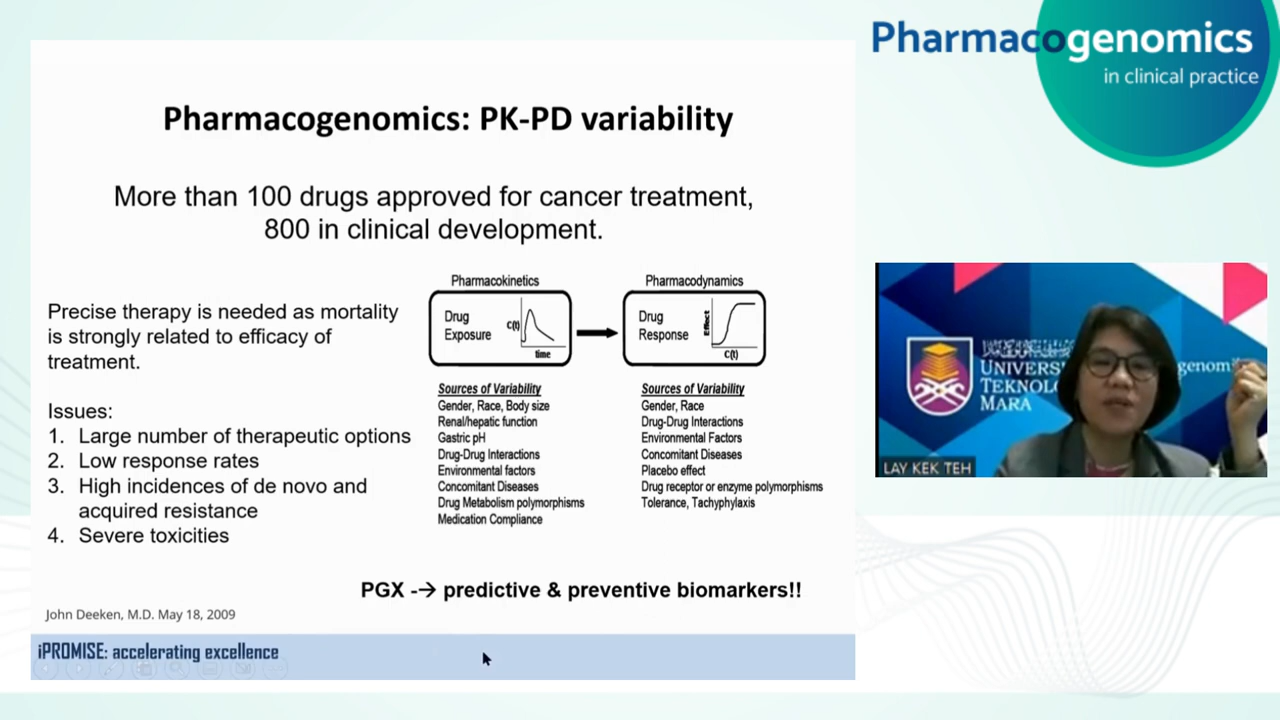 Pharmacogenomics
in clinical practice
Pharmacogenomics: PK-PD variability
More than 100 drugs approved for cancer treatment,
800 in clinical development.
Precise therapy is needed as mortality
is strongly related to efficacy of
treatment.
Issues:
1. Large number of therapeutic options
2. Low response rates
3. High incidences of de novo and
acquired resistance
4. Severe toxicities
Pharmacokinetics
Drug
Exposure
C(t)
time
Sources of Variability
Gender, Race, Body size
Renal/hepatic function
Gastric pH
Drug-Drug Interactions
Environmental factors
Concomitant Diseases
Drug Metabolism polymorphisms
Medication Compliance
Pharmacodynamics
Drug
Response
Effect
C(t)
Sources of Variability
Gender, Race
Drug-Drug Interactions
Environmental Factors
Concomitant Diseases
Placebo effect
Drug receptor or enzyme polymorphisms
Tolerance, Tachyphylaxis
PGX -→ predictive & preventive biomarkers!!
John Deeken, M.D. May 18, 2009
iPROMISE: accelerating excellence
UNIVERS
TEKNOL
MARA
genom
LAY KEK TEH